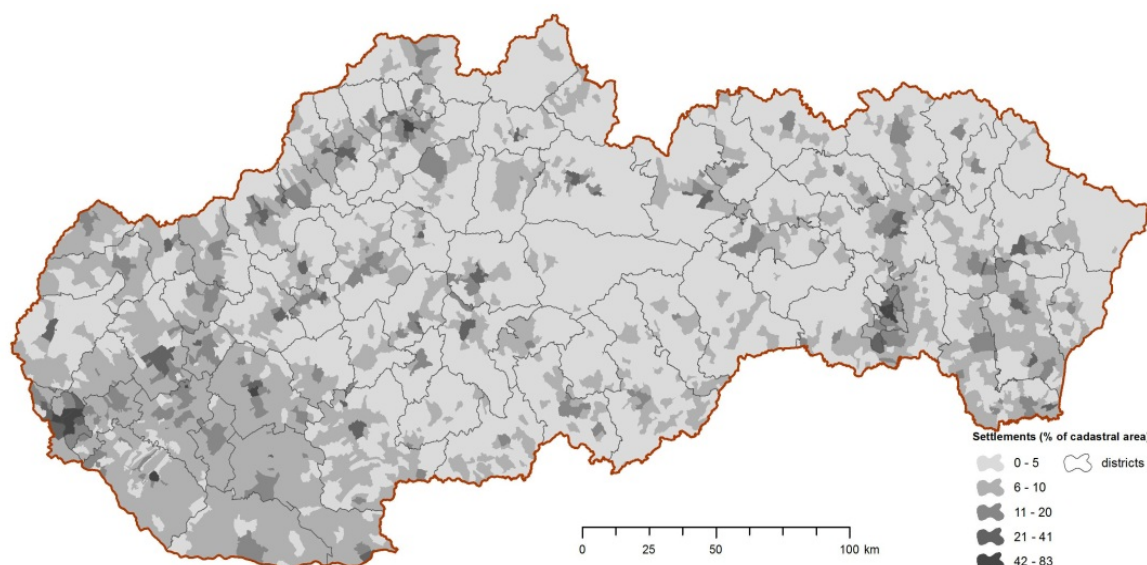 Settlements (% of cadastral area)
0 - 5 districts
6 - 10
11 - 20
21 - 41
42 - 83
0 25 50 100 km